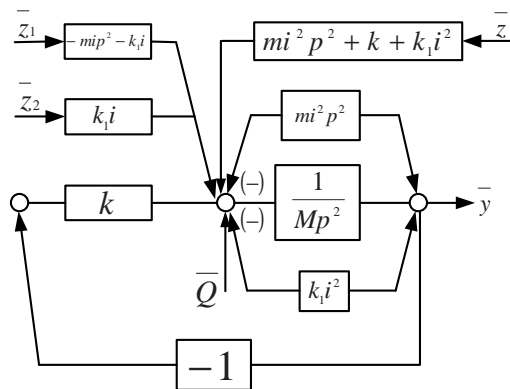 z̄₁
−mip² − k₁i
mi²p² + k + k₁i²
z̄
z̄₂
k₁i
mi²p²
(−)
k
1
Mp²
ȳ
(−)
Q̄
k₁i²
−1